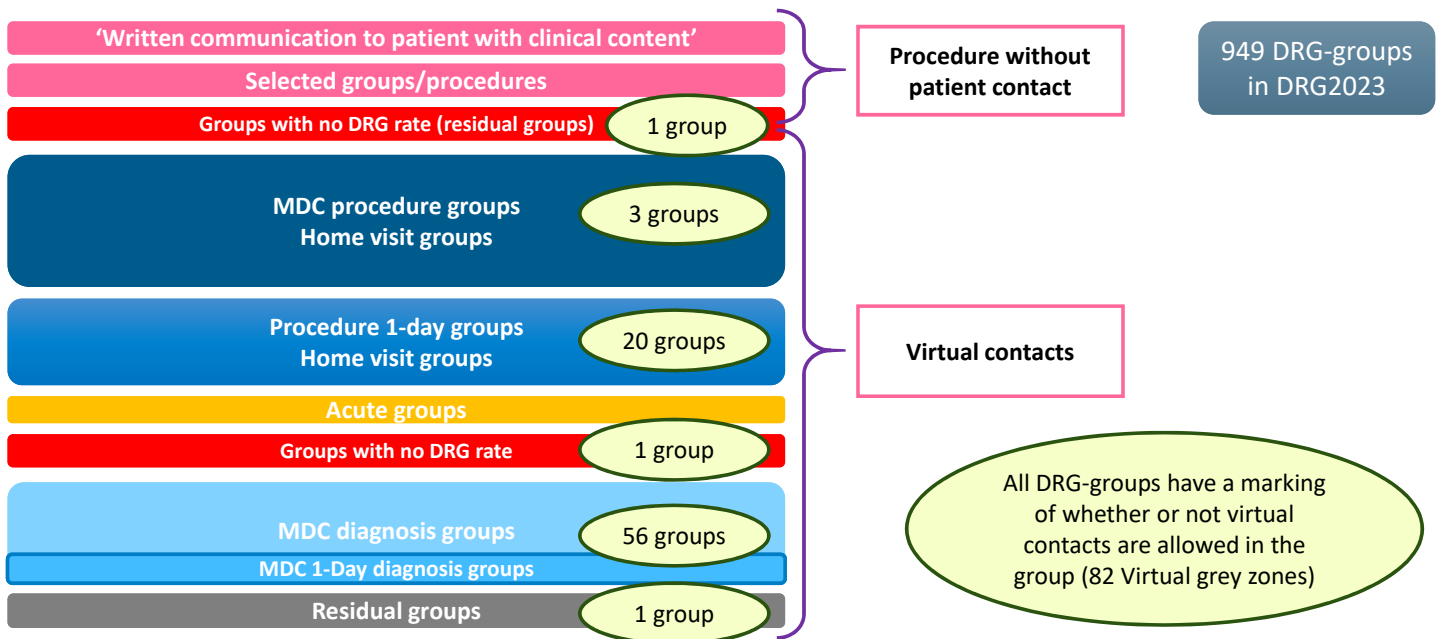 ‘Written communication to patient with clinical content’
Selected groups/procedures
Groups with no DRG rate (residual groups)
1 group
MDC procedure groups
Home visit groups
3 groups
Procedure 1-day groups
Home visit groups
20 groups
Acute groups
Groups with no DRG rate
1 group
MDC diagnosis groups
56 groups
MDC 1-Day diagnosis groups
Residual groups
1 group
Procedure without
patient contact
949 DRG-groups
in DRG2023
Virtual contacts
All DRG-groups have a marking
of whether or not virtual
contacts are allowed in the
group (82 Virtual grey zones)